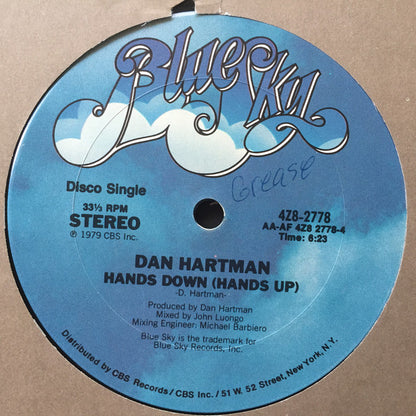 Blue Sky
Disco Single
Grease
33⅓ RPM
STEREO
℗ 1979 CBS Inc.
4Z8-2778
AA-AF 4Z8 2778-4
Time: 6:23
DAN HARTMAN
HANDS DOWN (HANDS UP)
-D. Hartman-
Produced by Dan Hartman
Mixed by John Luongo
Mixing Engineer: Michael Barbiero
Blue Sky is the trademark for
Blue Sky Records, Inc.
Distributed by CBS Records/CBS Inc./51 W. 52 Street, New York, N.Y.